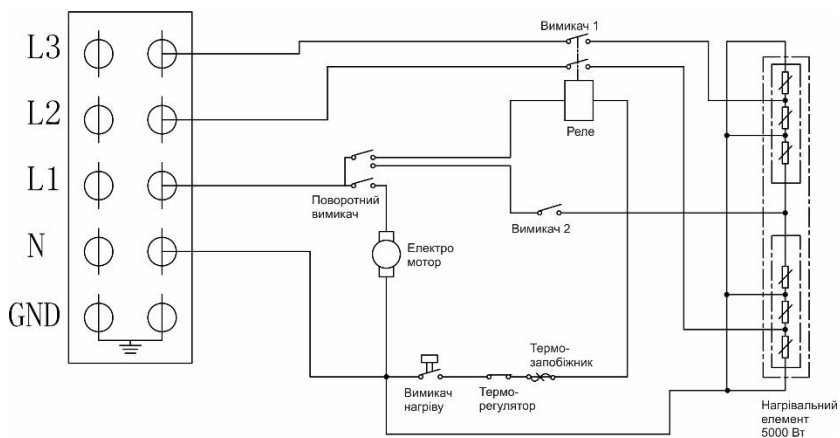 L3
L2
L1
N
GND
Вимикач 1
Реле
Поворотний
вимикач
Вимикач 2
Електро
мотор
Вимикач
нагріву
Термо-
регулятор
Термо-
запобіжник
Нагрівальний
елемент
5000 Вт